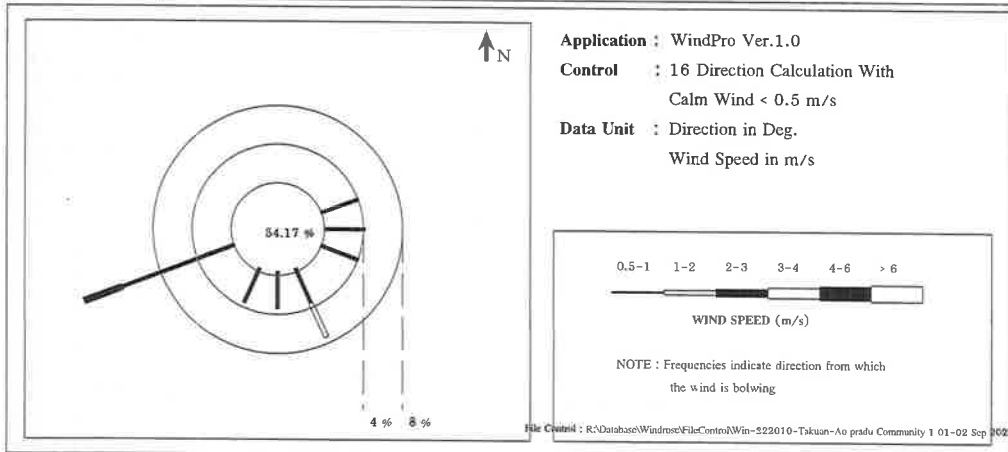 N
54.17 %
4 % 8 %
Application : WindPro Ver.1.0
Control : 16 Direction Calculation With
Calm Wind < 0.5 m/s
Data Unit : Direction in Deg.
Wind Speed in m/s
0.5-1 1-2 2-3 3-4 4-6 > 6
WIND SPEED (m/s)
NOTE : Frequencies indicate direction from which
the wind is bolwing
File Control : R:\Database\Windrose\FileControl\Win-222010-Takuan-Ao pradu Community 1 01-02 Sep 202